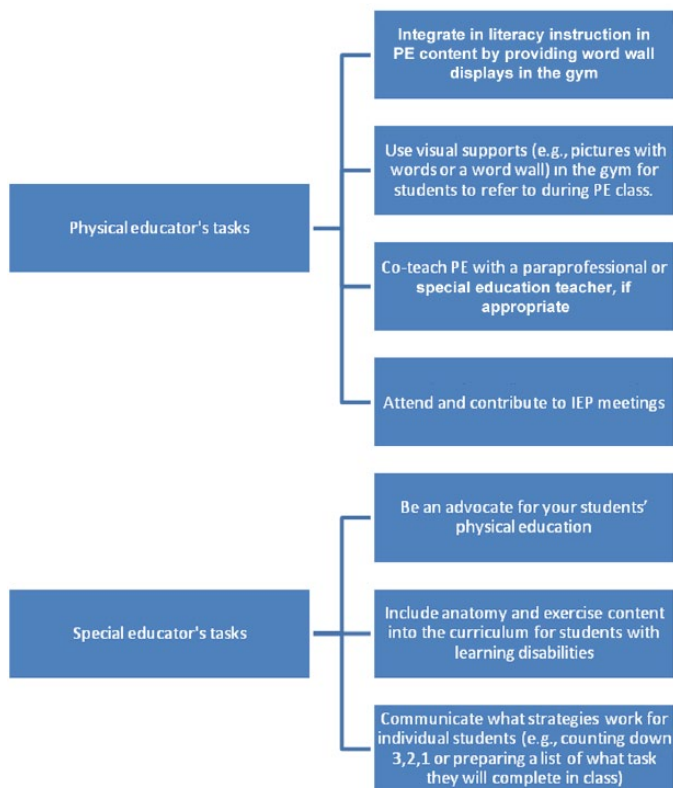 Integrate in literacy instruction in
PE content by providing word wall
displays in the gym
Use visual supports (e.g., pictures with
words or a word wall) in the gym for
students to refer to during PE class.
Physical educator's tasks
Co-teach PE with a paraprofessional or
special education teacher, if
appropriate
Attend and contribute to IEP meetings
Be an advocate for your students’
physical education
Special educator's tasks
Include anatomy and exercise content
into the curriculum for students with
learning disabilities
Communicate what strategies work for
individual students (e.g., counting down
3,2,1 or preparing a list of what task
they will complete in class)